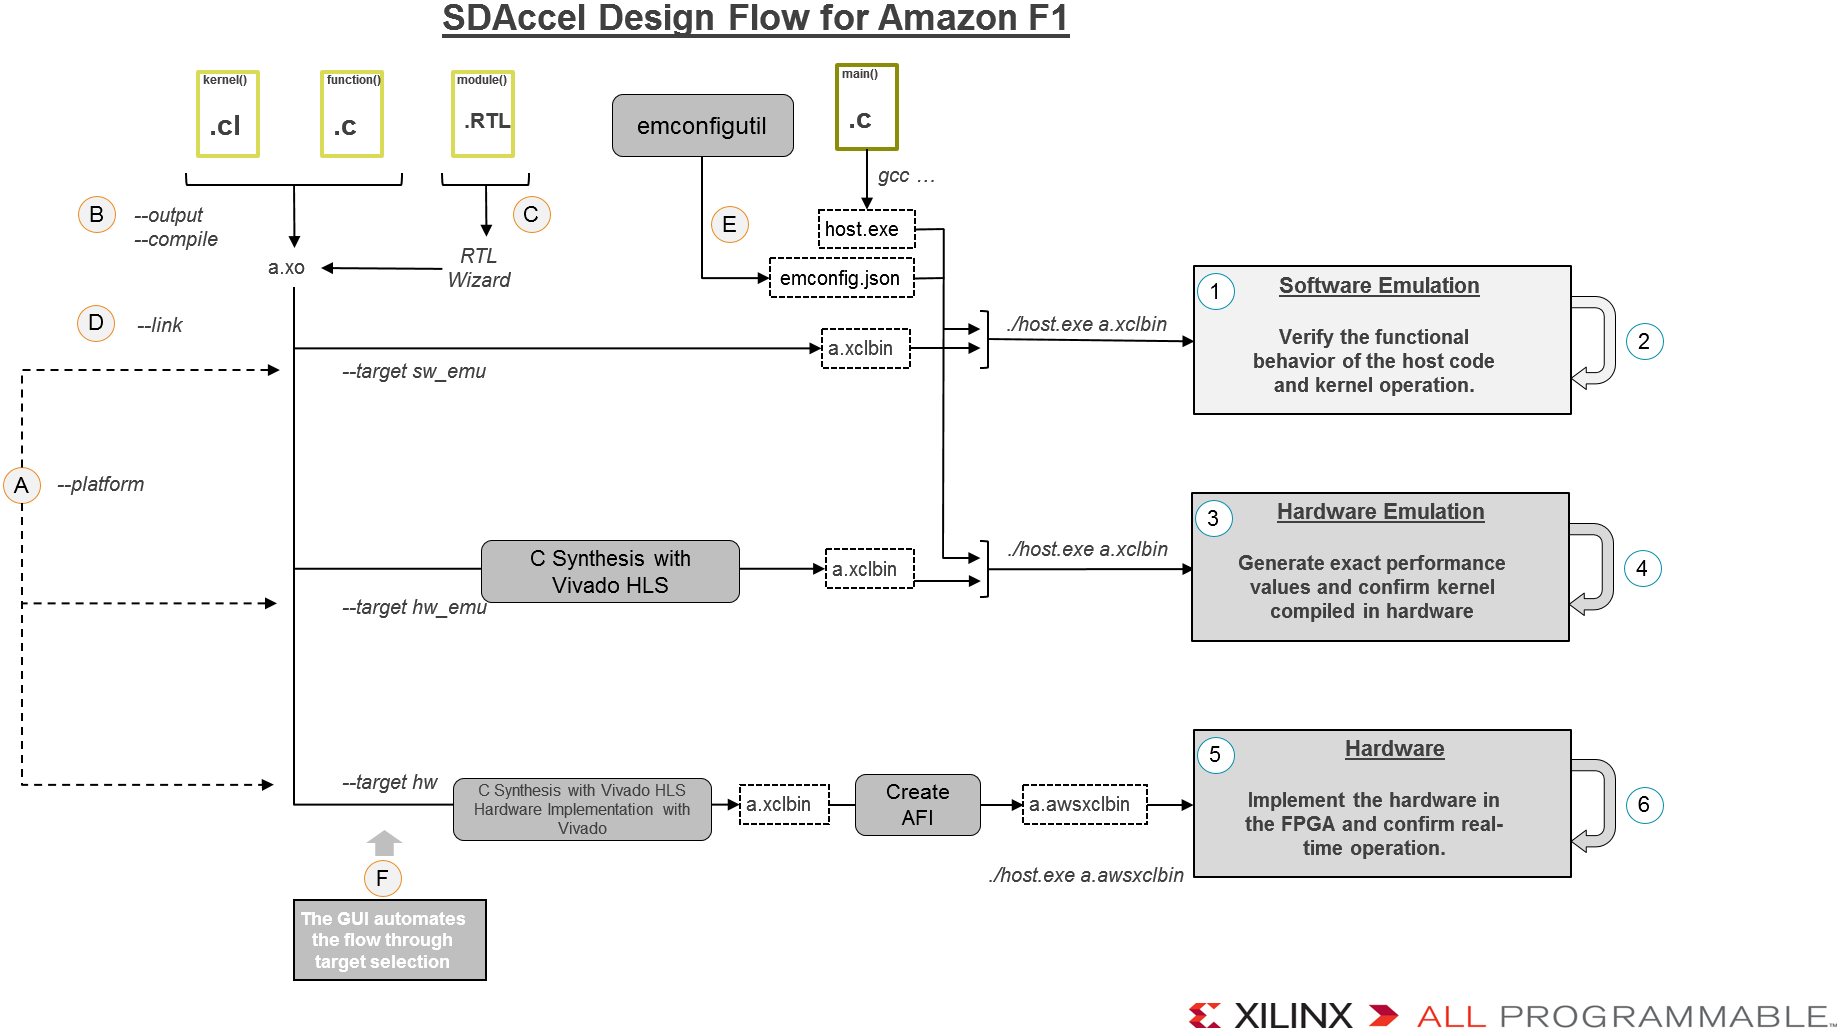 SDAccel Design Flow for Amazon F1
kernel()
.cl
function()
.c
module()
.RTL
emconfigutil
main()
.c
gcc ...
B
--output
--compile
C
E
host.exe
a.xo
RTL
Wizard
emconfig.json
D
--link
a.xclbin
./host.exe a.xclbin
--target sw_emu
1
Software Emulation
Verify the functional
behavior of the host code
and kernel operation.
2
A
--platform
C Synthesis with
Vivado HLS
a.xclbin
./host.exe a.xclbin
--target hw_emu
3
Hardware Emulation
Generate exact performance
values and confirm kernel
compiled in hardware
4
--target hw
C Synthesis with Vivado HLS
Hardware Implementation with
Vivado
a.xclbin
Create
AFI
a.awsxclbin
./host.exe a.awsxclbin
5
Hardware
Implement the hardware in
the FPGA and confirm real-
time operation.
6
F
The GUI automates
the flow through
target selection
XILINX ALL PROGRAMMABLE™